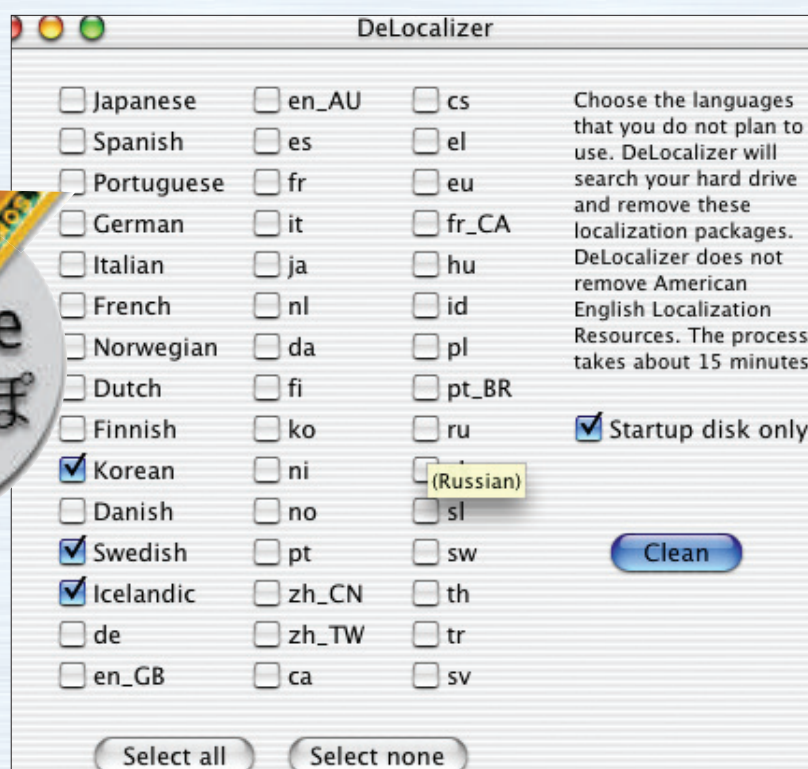 DeLocalizer
Japanese
Spanish
Portuguese
German
Italian
French
Norwegian
Dutch
Finnish
Korean
Danish
Swedish
Icelandic
de
en_GB
en_AU
es
fr
it
ja
nl
da
fi
ko
ni
no
pt
zh_CN
zh_TW
ca
cs
el
eu
fr_CA
hu
id
pl
pt_BR
ru
(Russian)
sl
sw
th
tr
sv
Choose the languages
that you do not plan to
use. DeLocalizer will
search your hard drive
and remove these
localization packages.
DeLocalizer does not
remove American
English Localization
Resources. The process
takes about 15 minutes
Startup disk only
Clean
Select all
Select none
e
ぽ